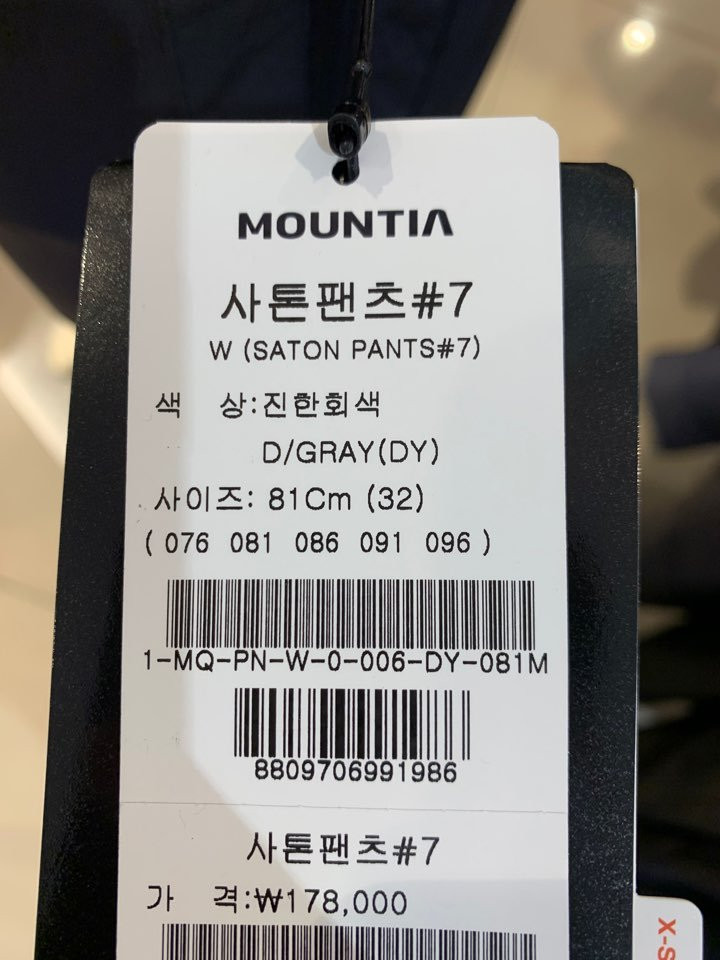 MOUNTIA
사톤팬츠#7
W (SATON PANTS#7)
색 상:진한회색
D/GRAY(DY)
사이즈: 81Cm (32)
( 076 081 086 091 096 )
1-MQ-PN-W-0-006-DY-081M
8809706991986
사톤팬츠#7
가 격:₩178,000
X-S